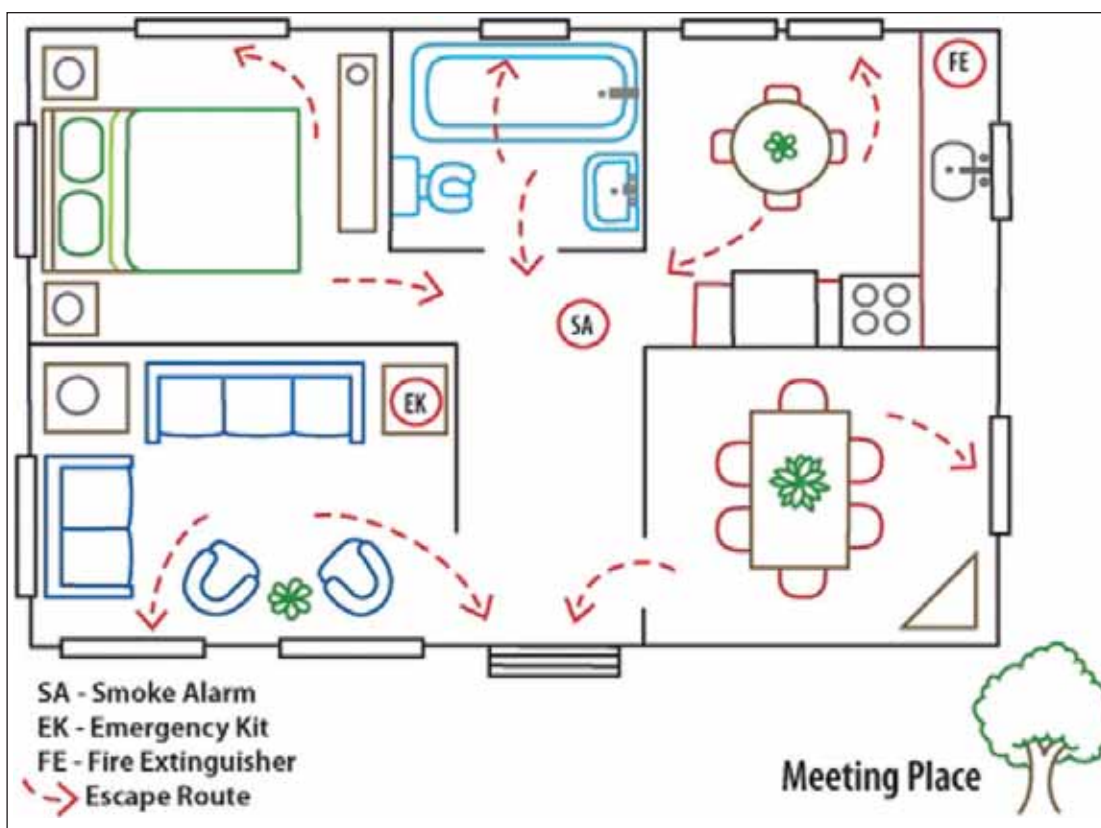 FE
SA
EK
SA - Smoke Alarm
EK - Emergency Kit
FE - Fire Extinguisher
Escape Route
Meeting Place